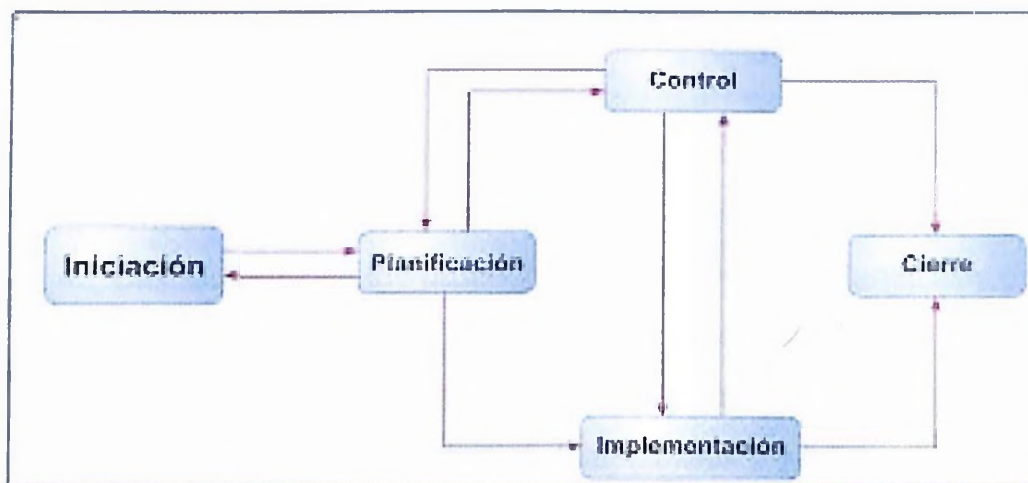 Control
Iniciación
Planificación
Cierre
Implementación